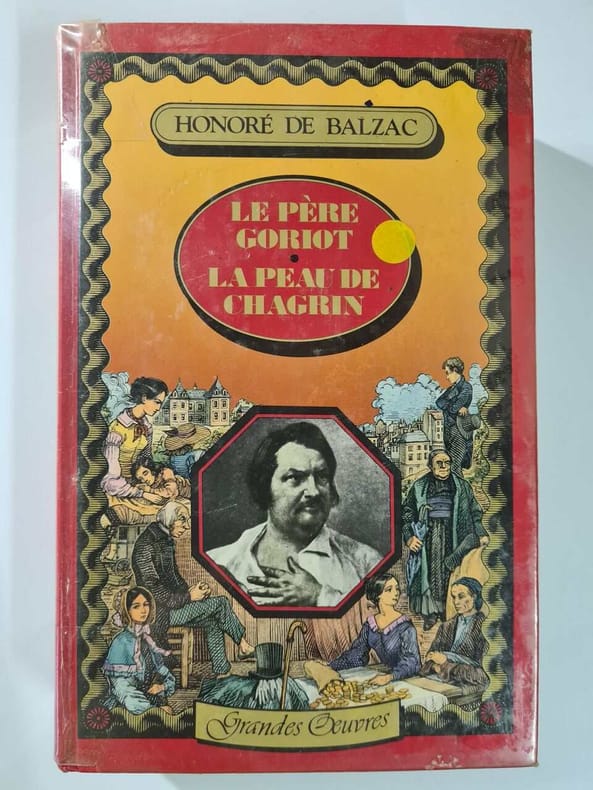 HONORÉ DE BALZAC
LE PÈRE
GORIOT
•
LA PEAU DE
CHAGRIN
Grandes Œuvres